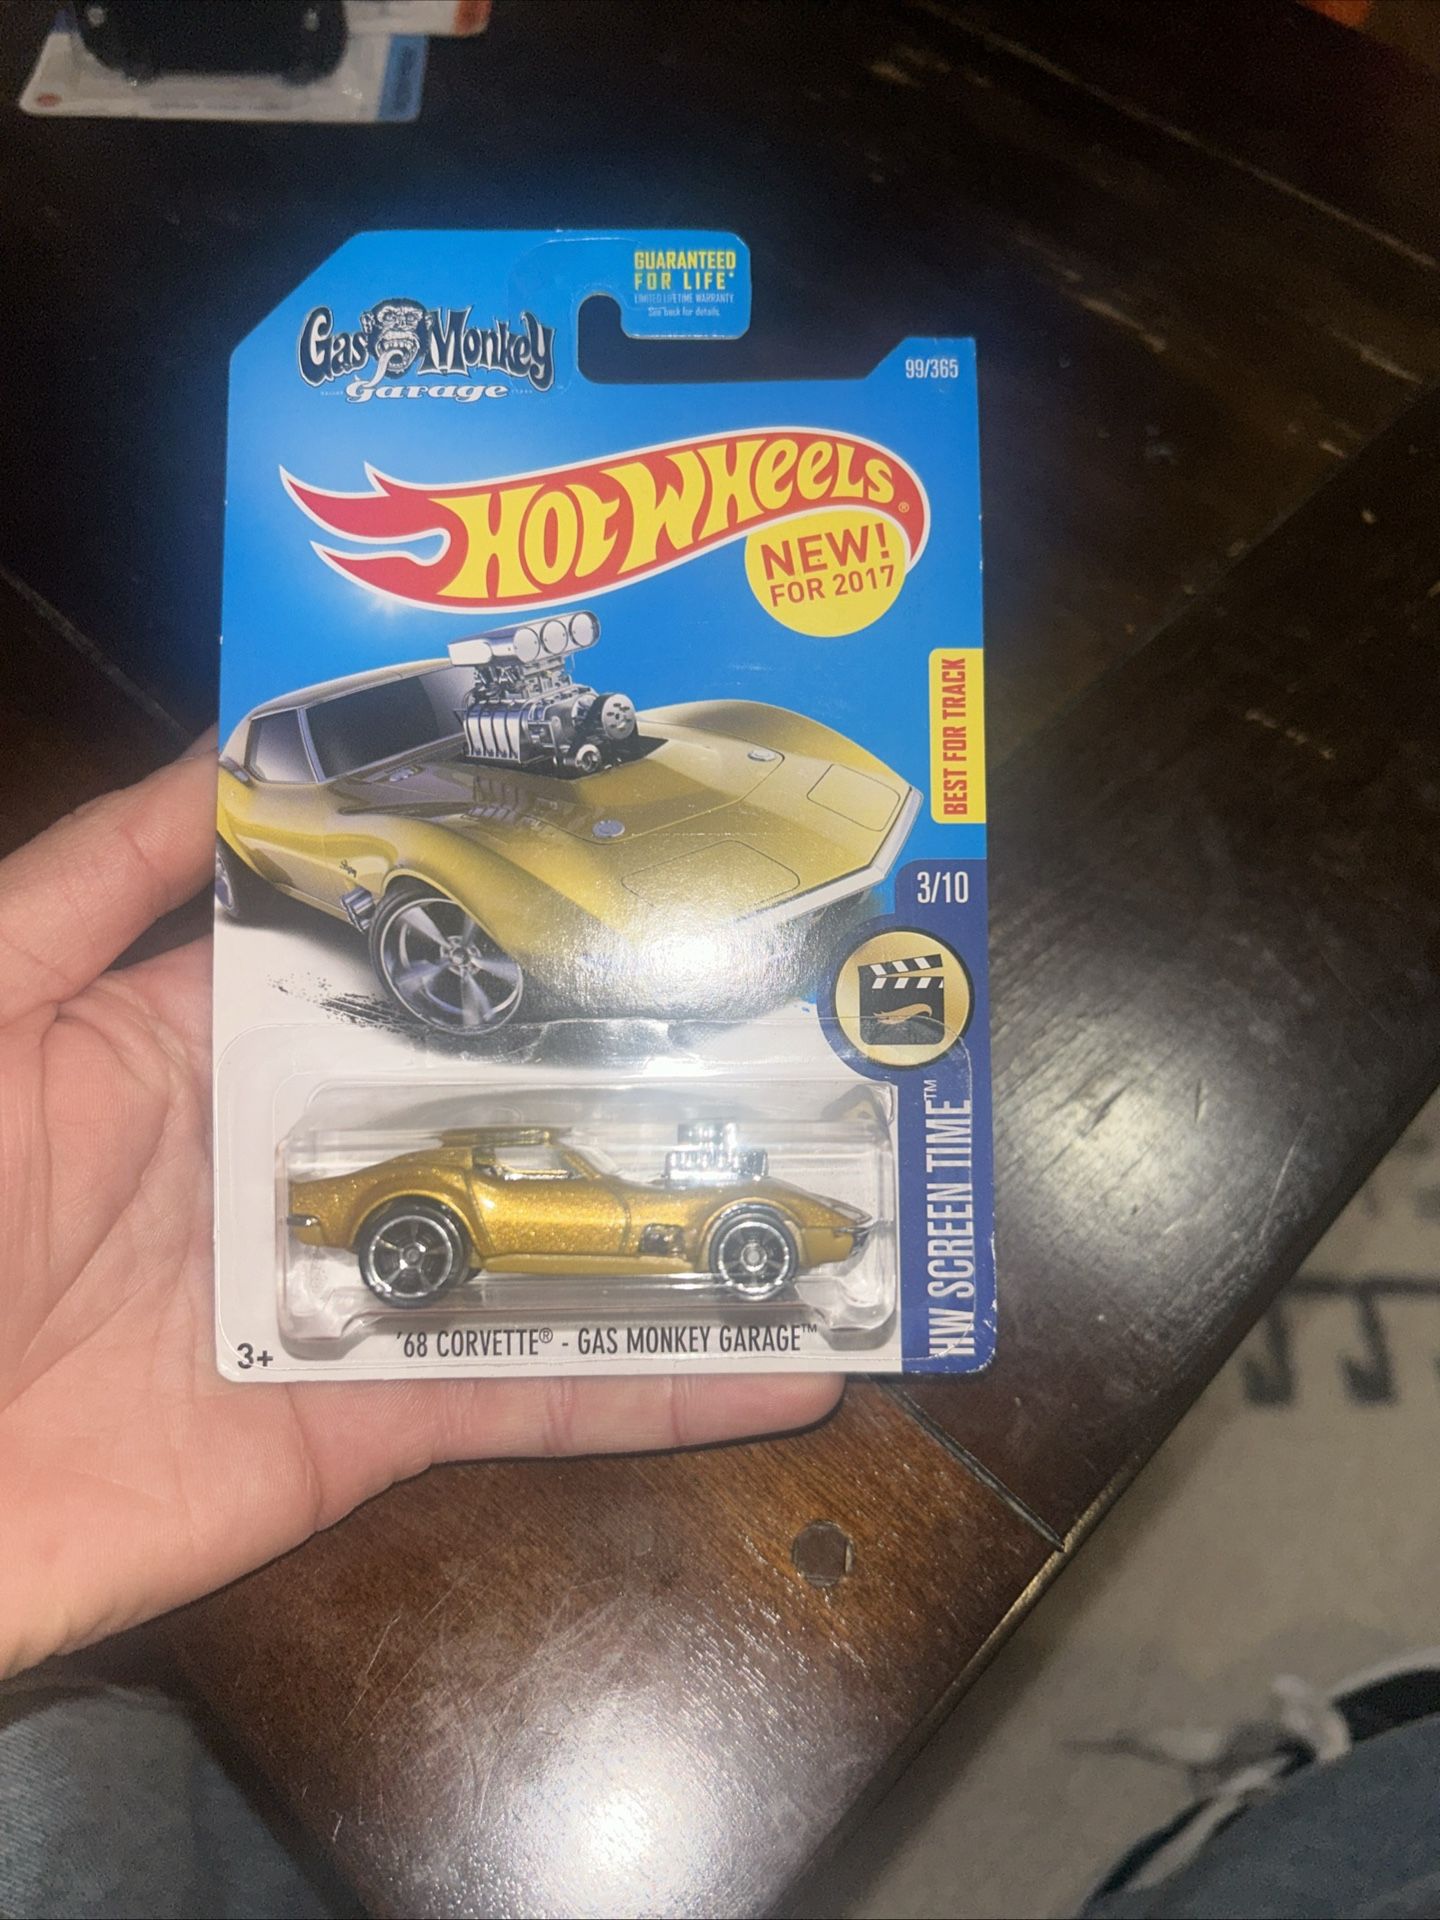 GUARANTEED
FOR LIFE*
LIMITED LIFETIME WARRANTY.
See back for details.
Gas Monkey
Garage
99/365
HOT WHEELS®
NEW!
FOR 2017
BEST FOR TRACK
Stingray
3/10
HW SCREEN TIME™
'68 CORVETTE® - GAS MONKEY GARAGE™
3+